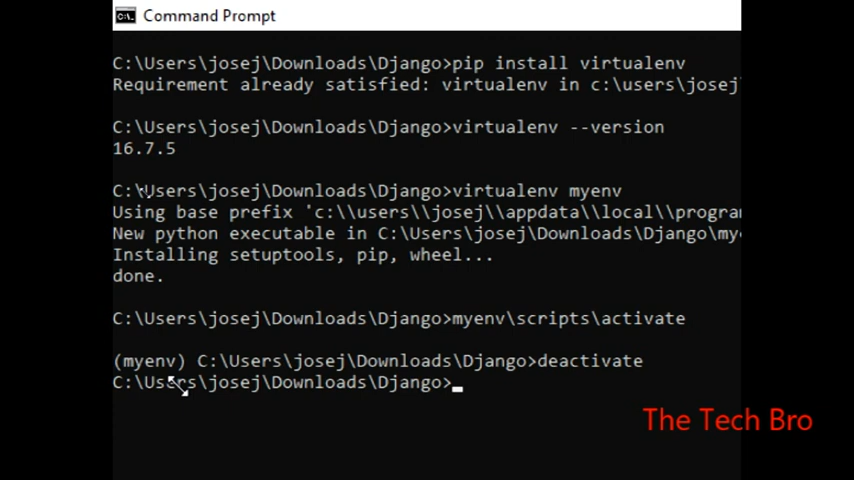 Command Prompt
C:\Users\josej\Downloads\Django>pip install virtualenv
Requirement already satisfied: virtualenv in c:\users\josej\
C:\Users\josej\Downloads\Django>virtualenv --version
16.7.5
C:\Users\josej\Downloads\Django>virtualenv myenv
Using base prefix 'c:\\users\\josej\\appdata\\local\\progra
New python executable in C:\Users\josej\Downloads\Django\mye
Installing setuptools, pip, wheel...
done.
C:\Users\josej\Downloads\Django>myenv\scripts\activate
(myenv) C:\Users\josej\Downloads\Django>deactivate
C:\Users\josej\Downloads\Django>
The Tech Bro